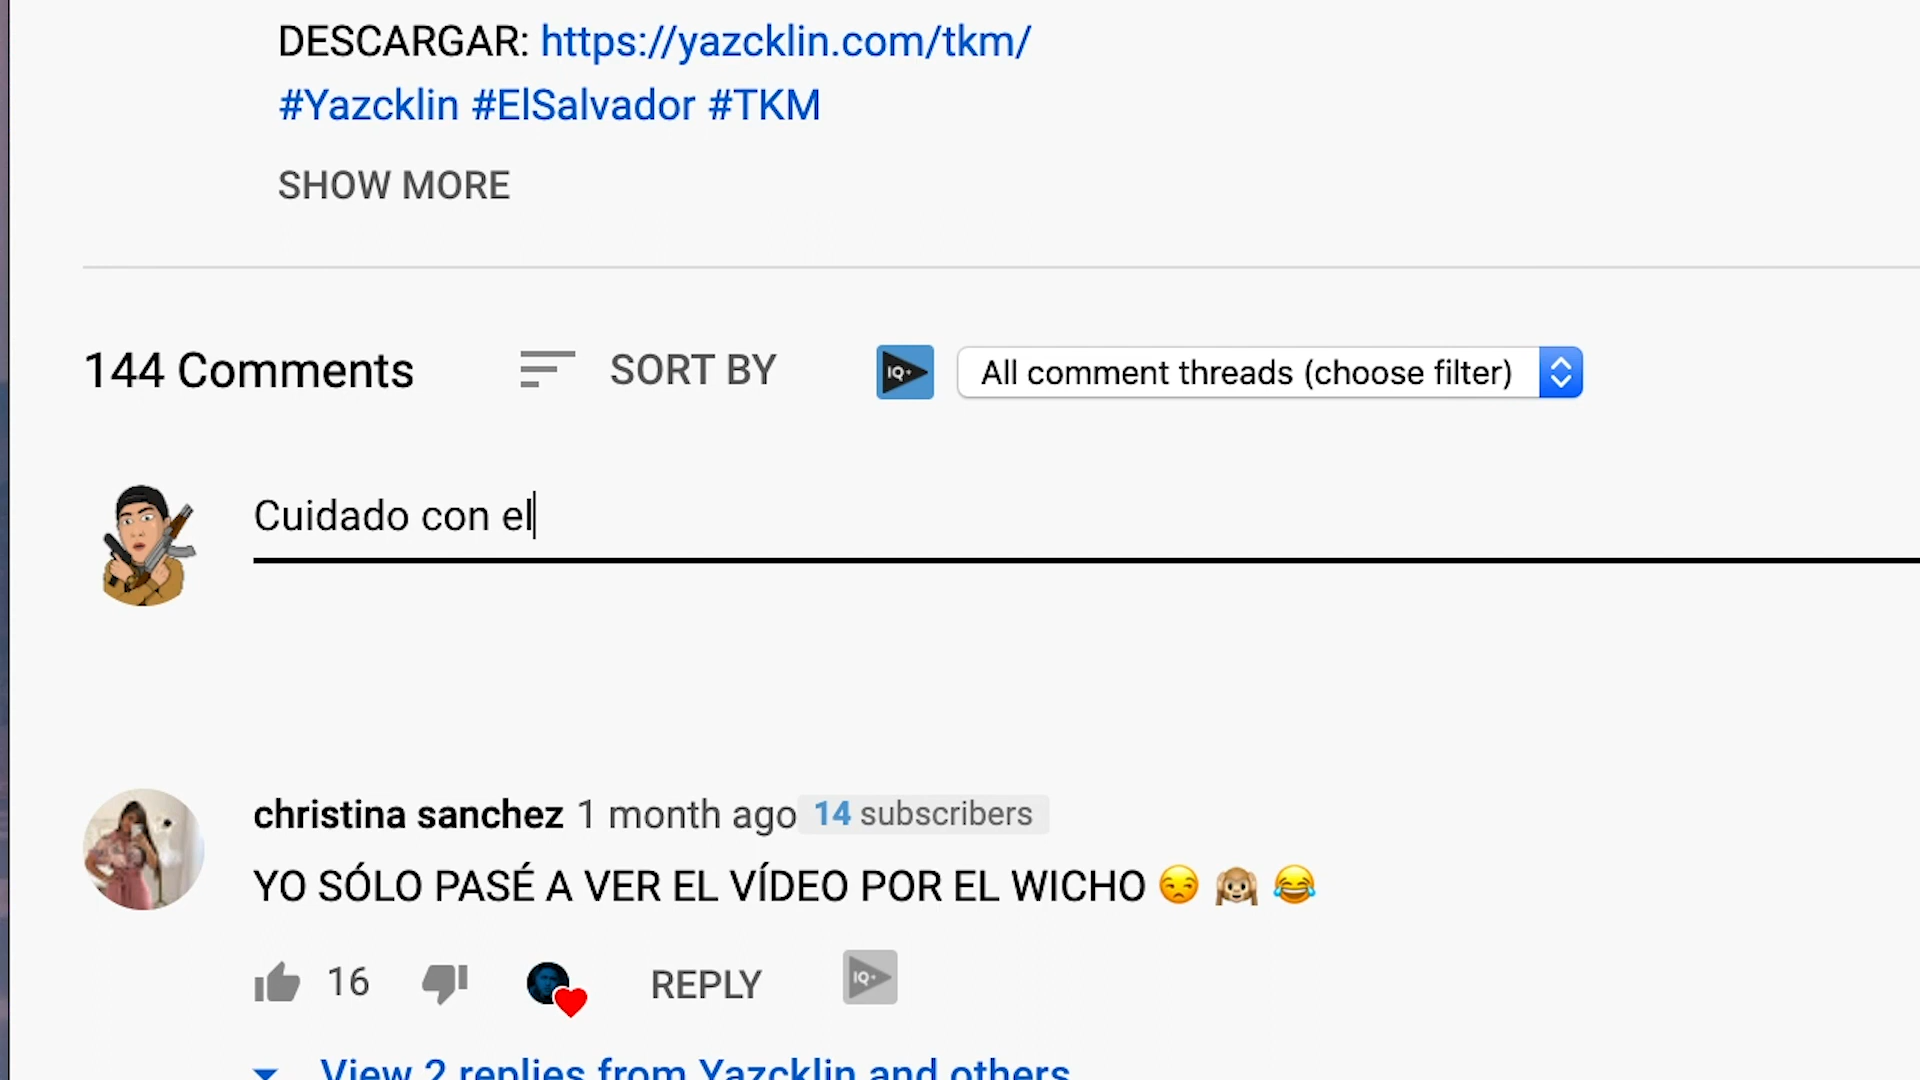 DESCARGAR: https://yazcklin.com/tkm/
#Yazcklin #ElSalvador #TKM
SHOW MORE
144 Comments SORT BY IQ+ All comment threads (choose filter)
Cuidado con el
christina sanchez 1 month ago 14 subscribers
YO SÓLO PASÉ A VER EL VÍDEO POR EL WICHO 😒 🙉 😂
16 REPLY IQ+
View 2 replies from Yazcklin and others